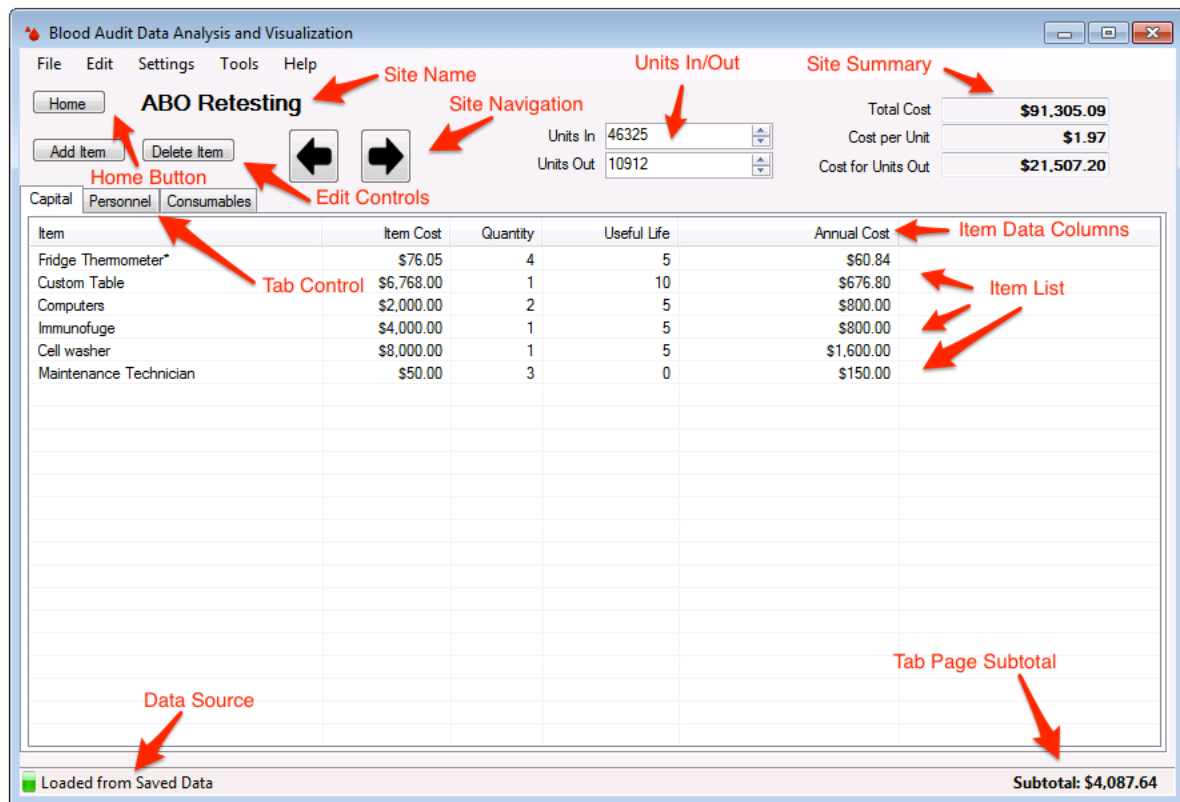 Blood Audit Data Analysis and Visualization
File Edit Settings Tools Help
Site Name
Units In/Out
Site Summary
Home
ABO Retesting
Site Navigation
Total Cost $91,305.09
Units In 46325
Cost per Unit $1.97
Add Item Delete Item
Units Out 10912
Cost for Units Out $21,507.20
Home Button
Edit Controls
Capital Personnel Consumables
Item Item Cost Quantity Useful Life Annual Cost
Item Data Columns
Fridge Thermometer* $76.05 4 5 $60.84
Custom Table $6,768.00 1 10 $676.80
Tab Control
Item List
Computers $2,000.00 2 5 $800.00
Immunofuge $4,000.00 1 5 $800.00
Cell washer $8,000.00 1 5 $1,600.00
Maintenance Technician $50.00 3 0 $150.00
Tab Page Subtotal
Data Source
Loaded from Saved Data
Subtotal: $4,087.64